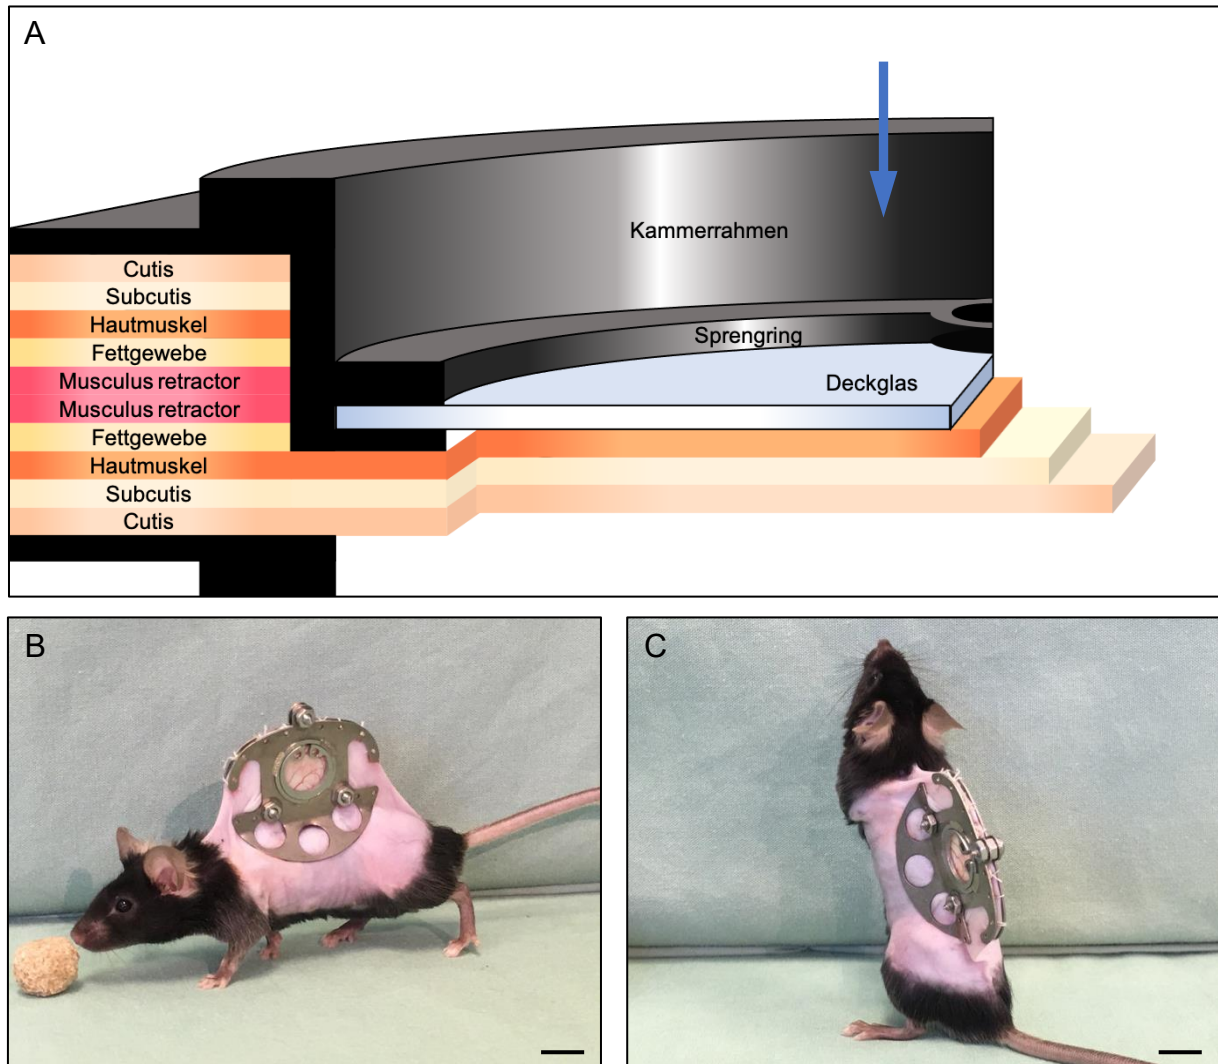 A
Kammerrahmen
Cutis
Subcutis
Hautmuskel
Sprengring
Fettgewebe
Musculus retractor
Deckglas
Musculus retractor
Fettgewebe
Hautmuskel
Subcutis
Cutis
B
C